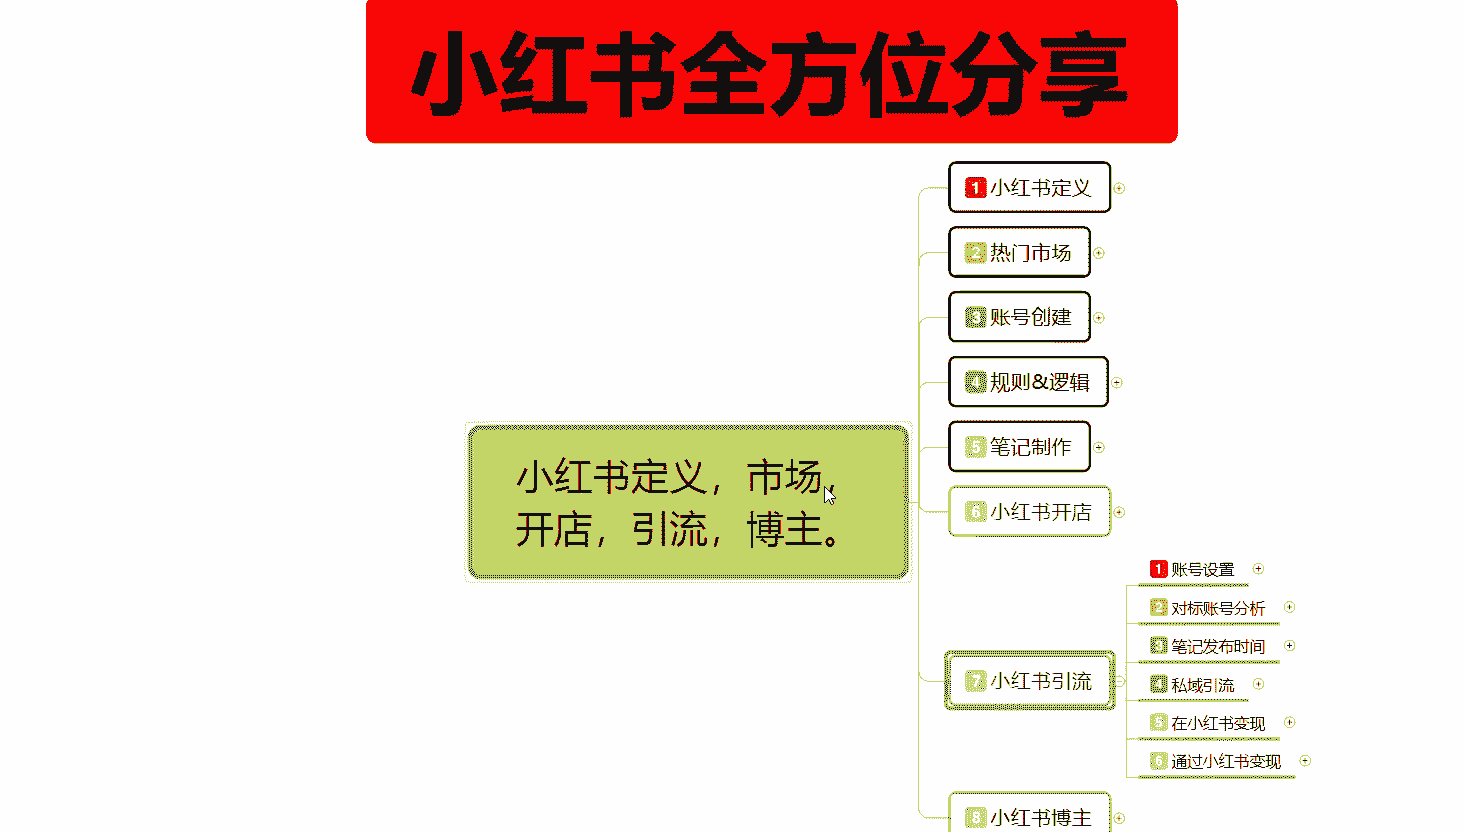 小红书全方位分享
1 小红书定义
2 热门市场
3 账号创建
4 规则&逻辑
5 笔记制作
小红书定义，市场，
开店，引流，博主。
6 小红书开店
7 小红书引流
1 账号设置
2 对标账号分析
3 笔记发布时间
4 私域引流
5 在小红书变现
6 通过小红书变现
8 小红书博主